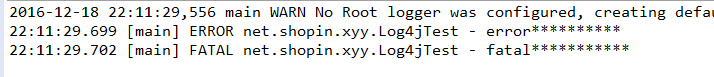 2016-12-18 22:11:29,556 main WARN No Root logger was configured, creating defau
22:11:29.699 [main] ERROR net.shopin.xyy.Log4jTest - error**********
22:11:29.702 [main] FATAL net.shopin.xyy.Log4jTest - fatal***********